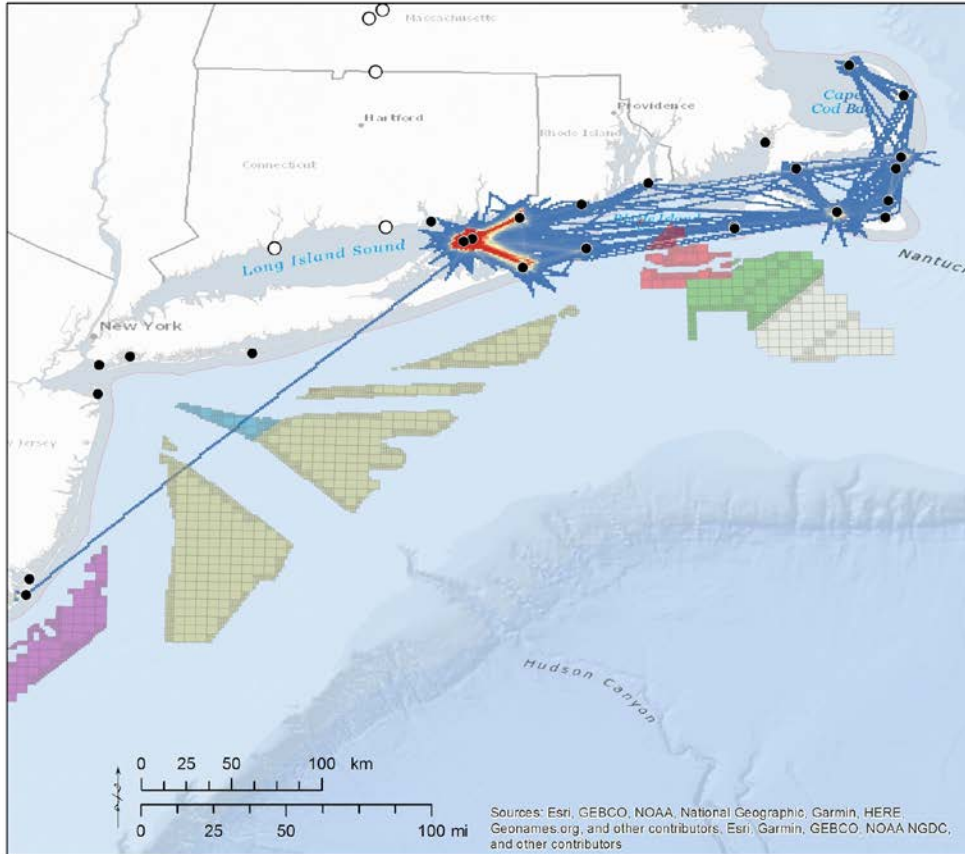 Massachusetts
Cape
Cod Bay
Providence
Hartford
Rhode Island
Connecticut
Long Island Sound
Nantuck
New York
Jersey
Hudson Canyon
0 25 50 100 km
0 25 50 100 mi
Sources: Esri, GEBCO, NOAA, National Geographic, Garmin, HERE,
Geonames.org, and other contributors, Esri, Garmin, GEBCO, NOAA NGDC,
and other contributors